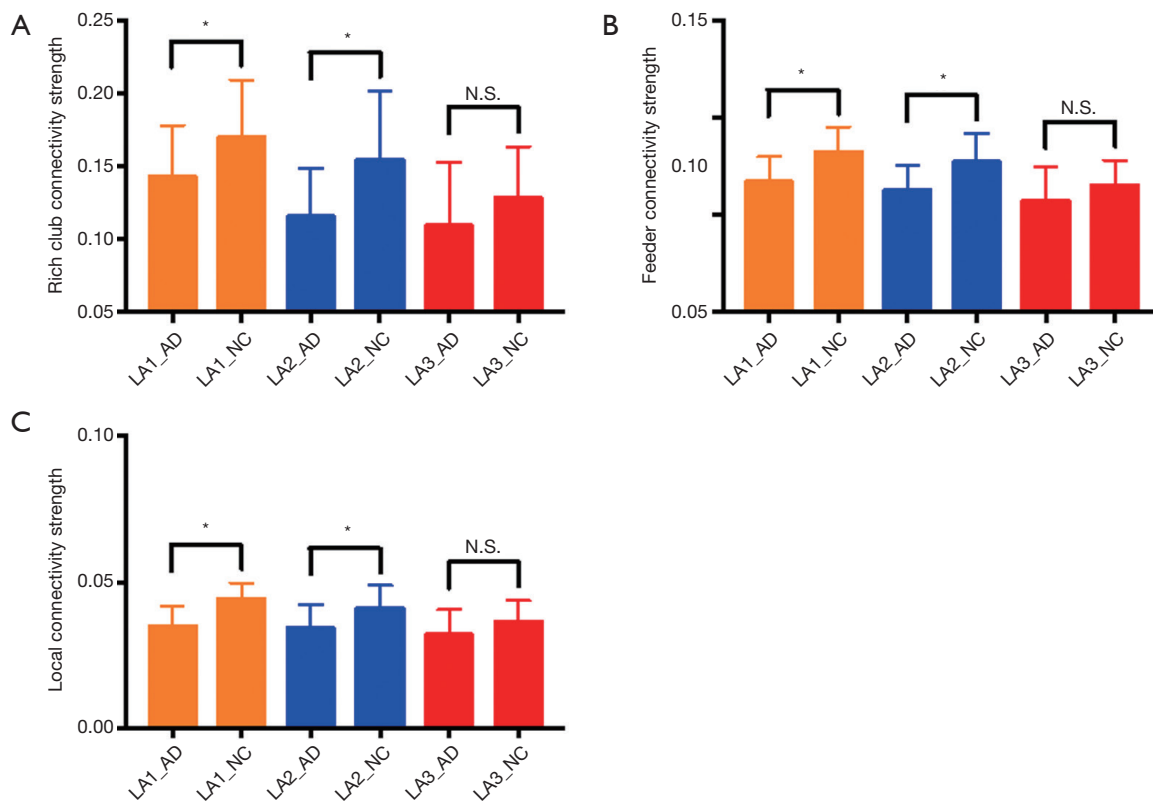 A
Rich club connectivity strength
0.25
0.20
0.15
0.10
0.05
*
*
N.S.
LA1_AD
LA1_NC
LA2_AD
LA2_NC
LA3_AD
LA3_NC
B
Feeder connectivity strength
0.15
0.10
0.05
*
*
N.S.
LA1_AD
LA1_NC
LA2_AD
LA2_NC
LA3_AD
LA3_NC
C
Local connectivity strength
0.10
0.05
0.00
*
*
N.S.
LA1_AD
LA1_NC
LA2_AD
LA2_NC
LA3_AD
LA3_NC